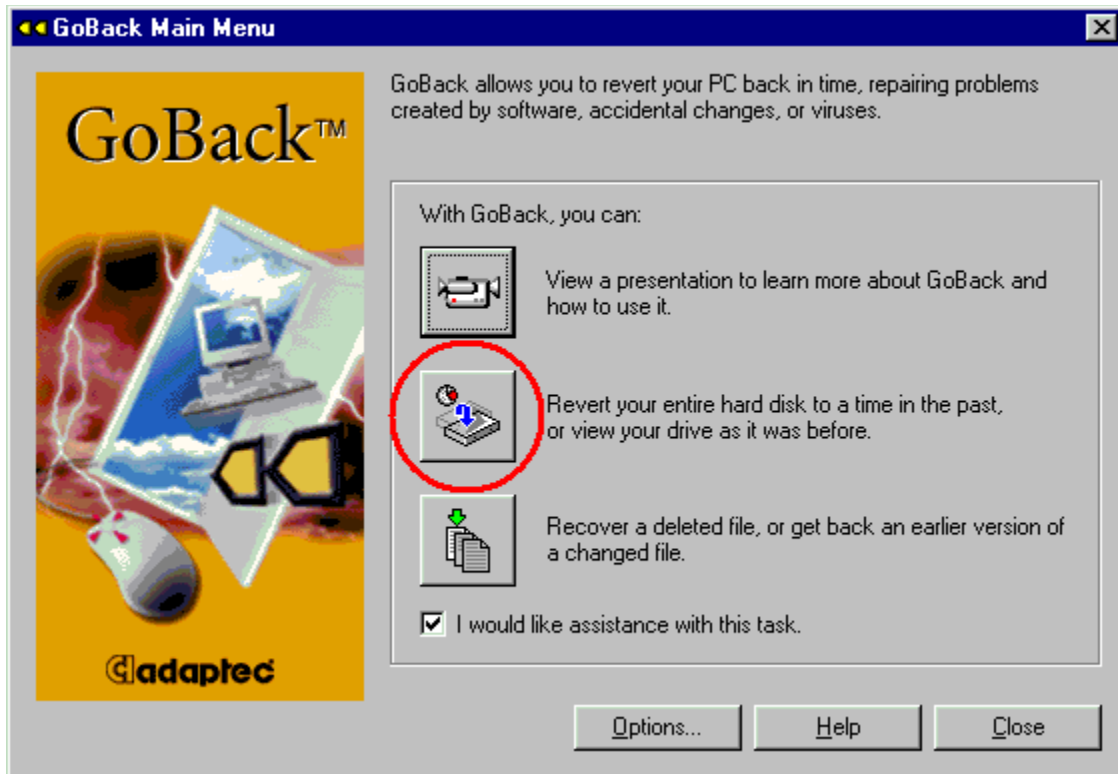 GoBack Main Menu
GoBack™
GoBack allows you to revert your PC back in time, repairing problems
created by software, accidental changes, or viruses.
With GoBack, you can:
View a presentation to learn more about GoBack and
how to use it.
Revert your entire hard disk to a time in the past,
or view your drive as it was before.
Recover a deleted file, or get back an earlier version of
a changed file.
I would like assistance with this task.
adaptec
Options...
Help
Close